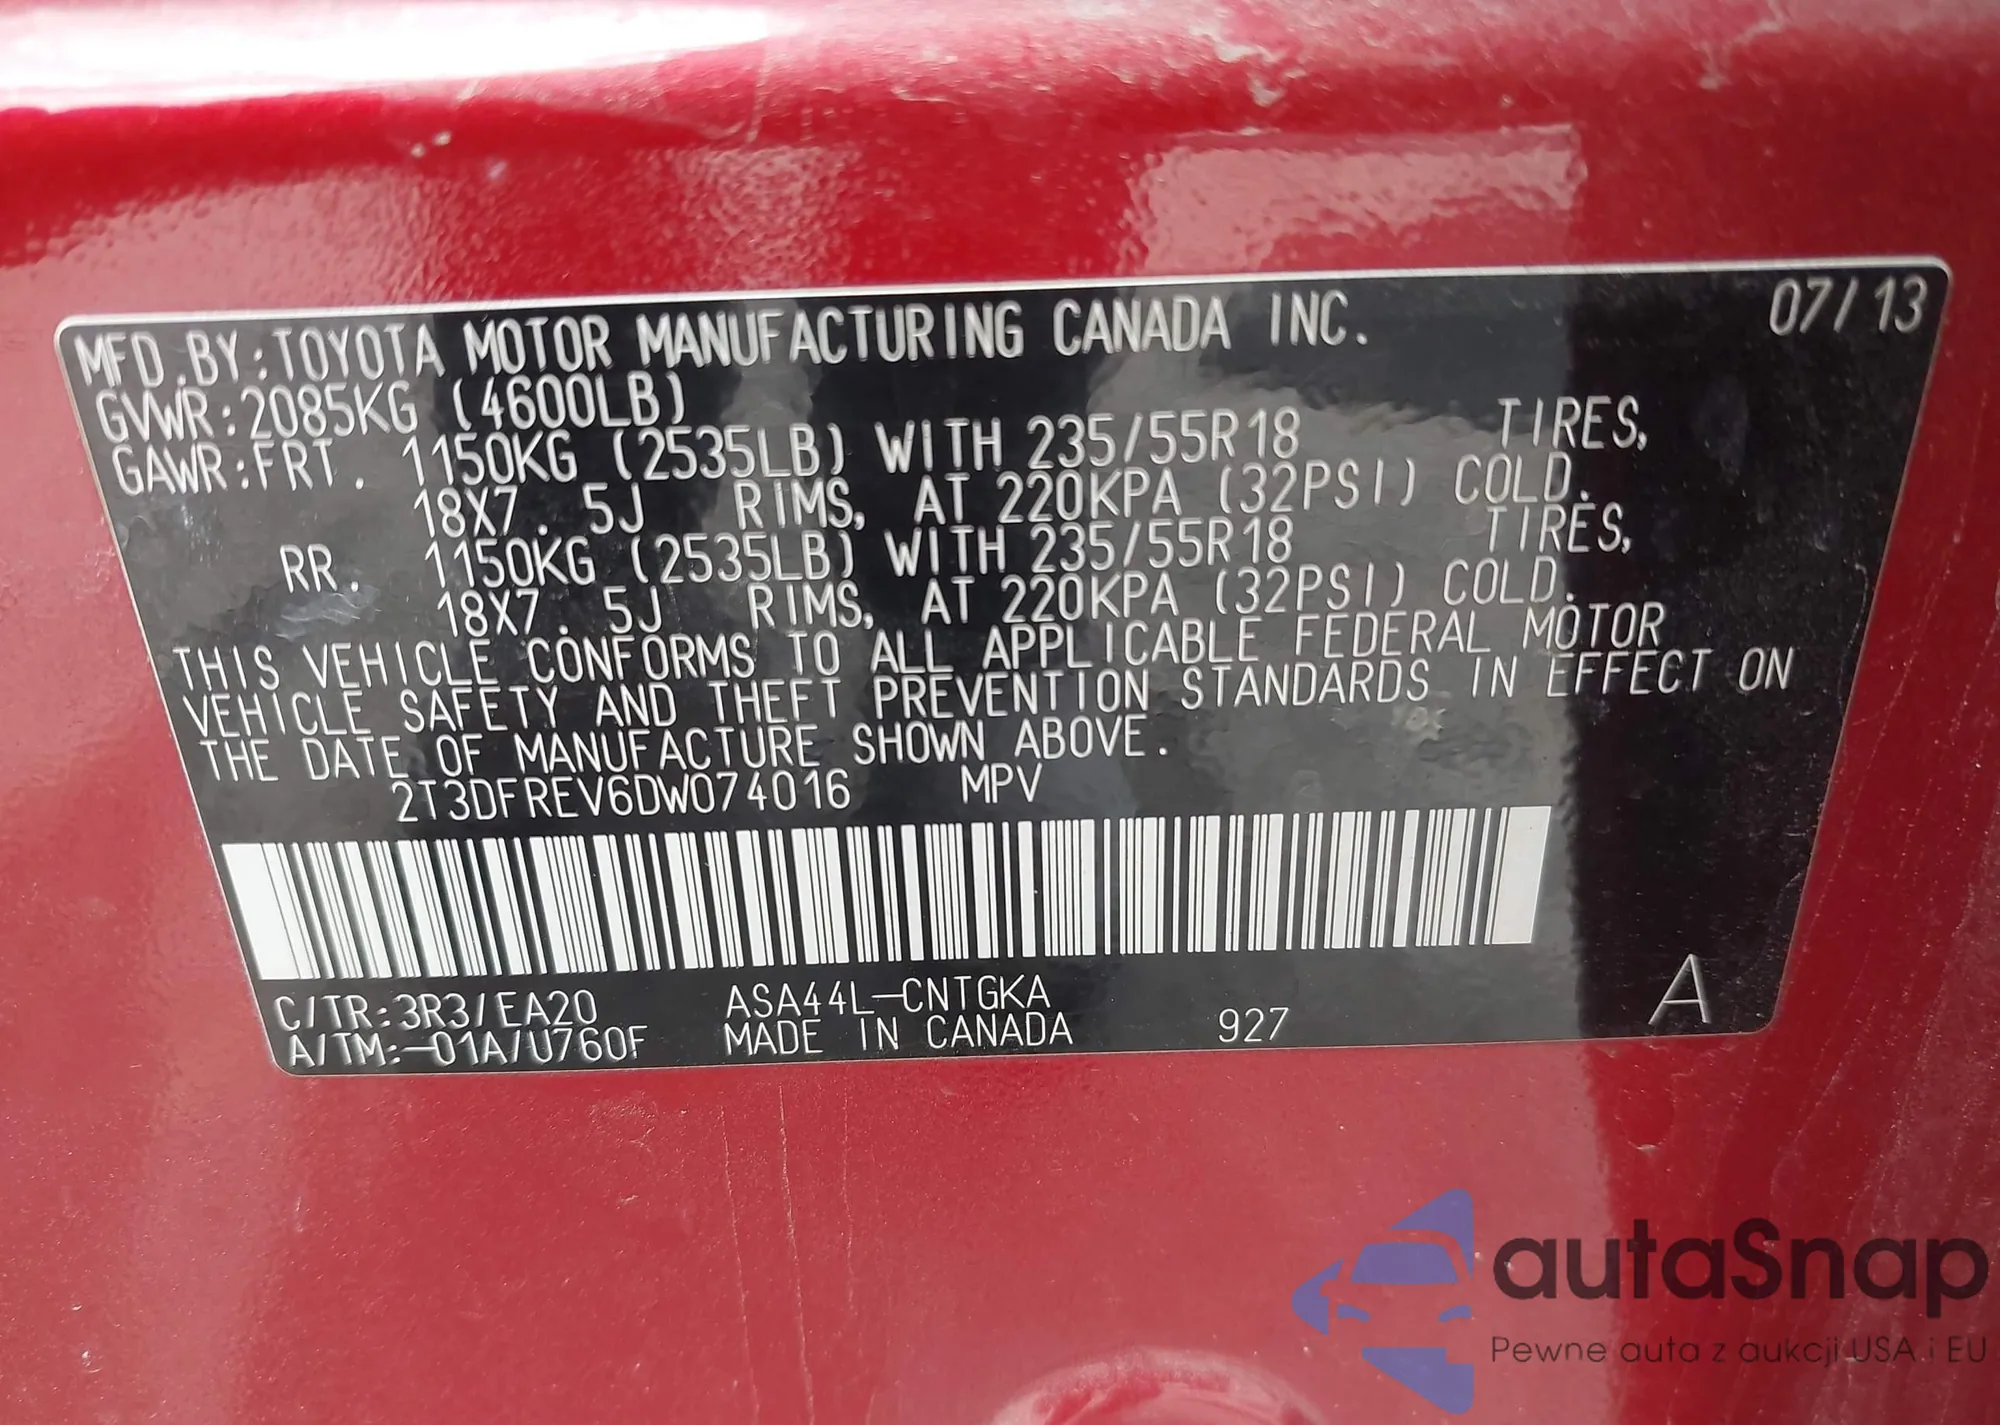 07/13
MFD.BY:TOYOTA MOTOR MANUFACTURING CANADA INC.
GVWR:2085KG (4600LB)
GAWR:FRT. 1150KG (2535LB) WITH 235/55R18 TIRES,
18X7.5J RIMS, AT 220KPA (32PSI) COLD.
RR. 1150KG (2535LB) WITH 235/55R18 TIRES,
18X7.5J RIMS, AT 220KPA (32PSI) COLD.
THIS VEHICLE CONFORMS TO ALL APPLICABLE FEDERAL MOTOR
VEHICLE SAFETY AND THEFT PREVENTION STANDARDS IN EFFECT ON
THE DATE OF MANUFACTURE SHOWN ABOVE.
2T3DFREV6DW074016 MPV
C/TR:3R3/EA20 ASA44L-CNTGKA
A/TM:-01A/U760F MADE IN CANADA 927 A
autaSnap
Pewne auta z aukcji USA i EU